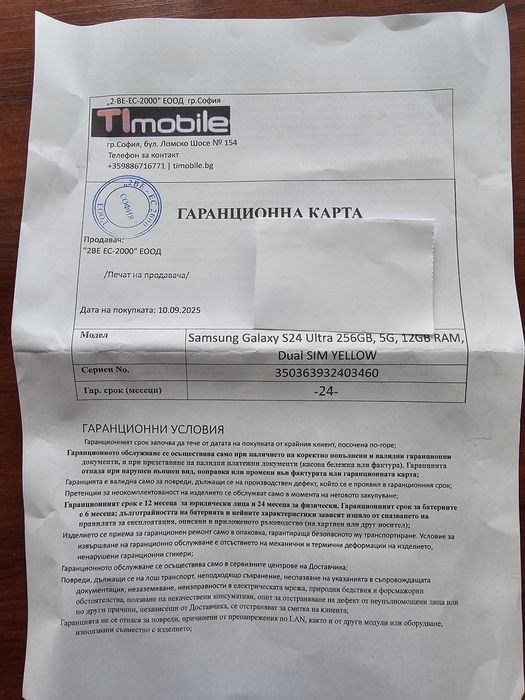 „2-ВЕ-ЕС-2000" ЕООД гр.София
TImobile
гр.София, бул. Ломско Шосе № 154
Телефон за контакт
+359886716771 | timobile.bg
„2ВЕ - ЕС - 2000
СОФИЯ
ЕООД
ГАРАНЦИОННА КАРТА
Продавач:
"2ВЕ ЕС-2000" ЕООД
/Печат на продавача/
Дата на покупката: 10.09.2025
Модел
Samsung Galaxy S24 Ultra 256GB, 5G, 12GB RAM,
Dual SIM YELLOW
Сериен No.
350363932403460
Гар. срок (месеци)
-24-
ГАРАНЦИОННИ УСЛОВИЯ
Гаранционният срок започва да тече от датата на покупката от крайния клиент, посочена по-горе;
Гаранционното обслужване се осъществява само при наличието на коректно попълнени и валидни гаранционни
документи, и при представяне на валидни платежни документи (касова бележка или фактура). Гаранцията
отпада при нарушен външен вид, поправка или промени във фактурата или гаранционната карта;
Гаранцията е валидна само за повреди, дължащи се на производствен дефект, който се е проявил в гаранционния срок;
Претенции за некомплектованост на изделието се обслужват само в момента на неговото закупуване;
Гаранционният срок е 12 месеца за юридически лица и 24 месеца за физически. Гаранционният срок за батериите
е 6 месеца; дълготрайността на батерията и нейните характеристики зависят изцяло от спазването на
правилата за експлоатация, описани в приложеното ръководство (на хартиен или друг носител);
Изделието се приема за гаранционен ремонт само в опаковка, гарантираща безопасното му транспортиране. Условие за
извършването на гаранционно обслужване е отсъствието на механични и термични деформации на изделието,
ненарушени гаранционни стикери;
Гаранционното обслужване се осъществява само в сервизните центрове на Доставчика;
Повреди, дължащи се на лош транспорт, неподходящо съхранение, неспазване на указанията в съпровождащата
документация, незаземяване, неизправности в електрическата мрежа, природни бедствия и форсмажорни
обстоятелства, ползване на некачествени консумативи, опит за отстраняване на дефект от неупълномощени лица или
по други причини, независещи от Доставчика, се отстраняват за сметка на клиента;
Гаранцията не се отнася за повреди, причинени от пренапрежения по LAN, както и от други модули или оборудване,
използвани съвместно с изделието;